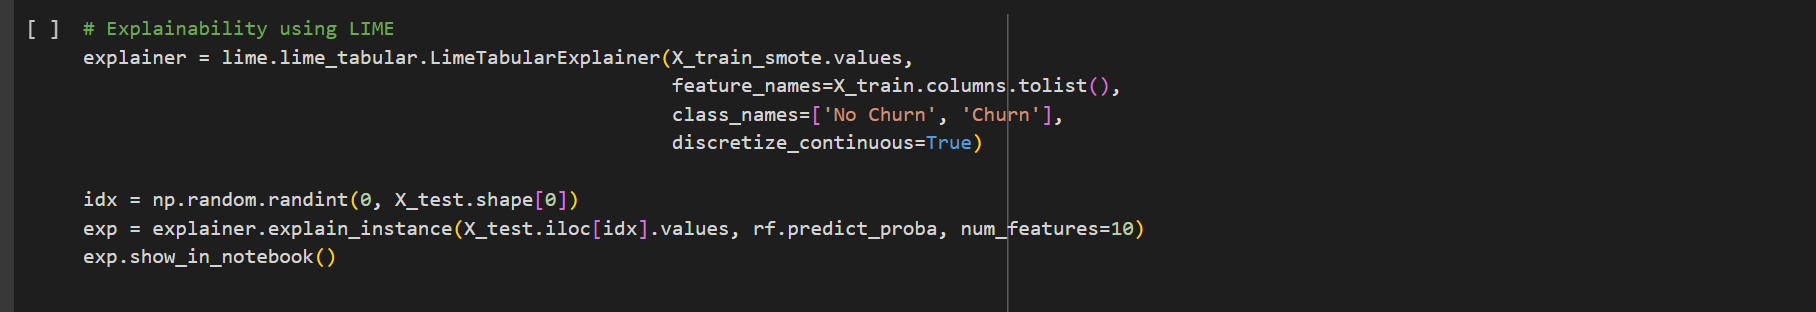 [ ] # Explainability using LIME
explainer = lime.lime_tabular.LimeTabularExplainer(X_train_smote.values,
feature_names=X_train.columns.tolist(),
class_names=['No Churn', 'Churn'],
discretize_continuous=True)
idx = np.random.randint(0, X_test.shape[0])
exp = explainer.explain_instance(X_test.iloc[idx].values, rf.predict_proba, num_features=10)
exp.show_in_notebook()